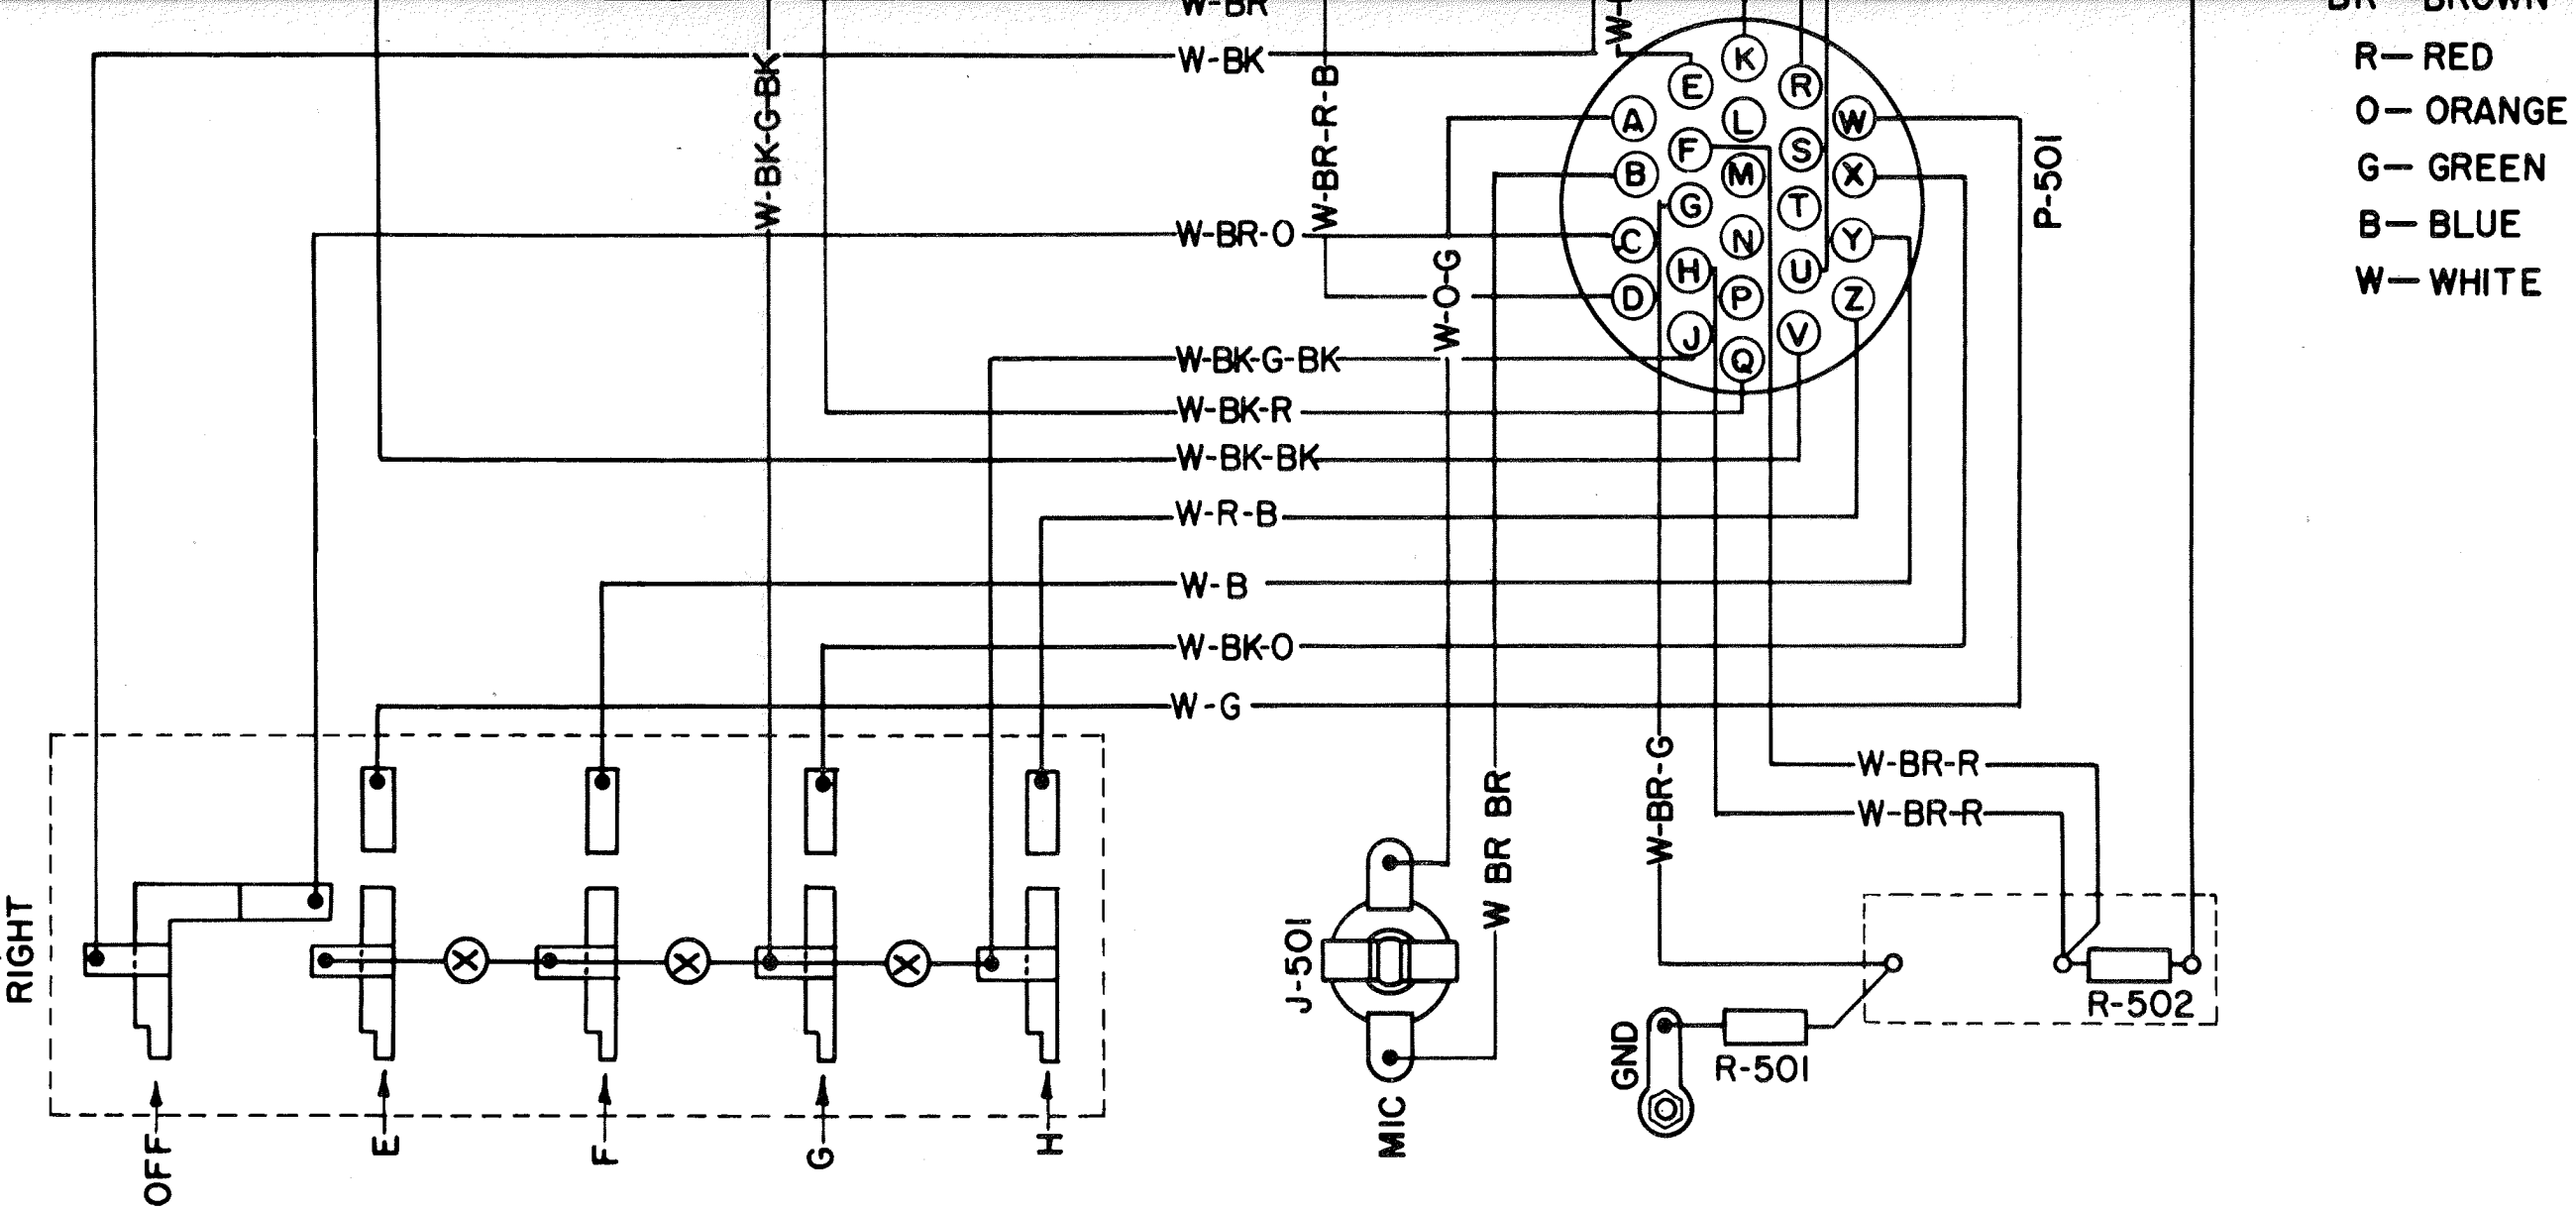 W-BR
BR — BROWN
W-BK
R — RED
O — ORANGE
G — GREEN
B — BLUE
W — WHITE
W-BK-G-BK
W-BR-R-B
W-
K
E
R
A
L
W
F
S
B
M
X
G
T
C
N
Y
H
U
D
P
Z
J
V
Q
P-501
W-BR-O
W-O-G
W-BK-G-BK
W-BK-R
W-BK-BK
W-R-B
W-B
W-BK-O
W-G
W-BR-G
W BR BR
W-BR-R
W-BR-R
RIGHT
J-501
R-502
GND
R-501
MIC
OFF
E
F
G
H